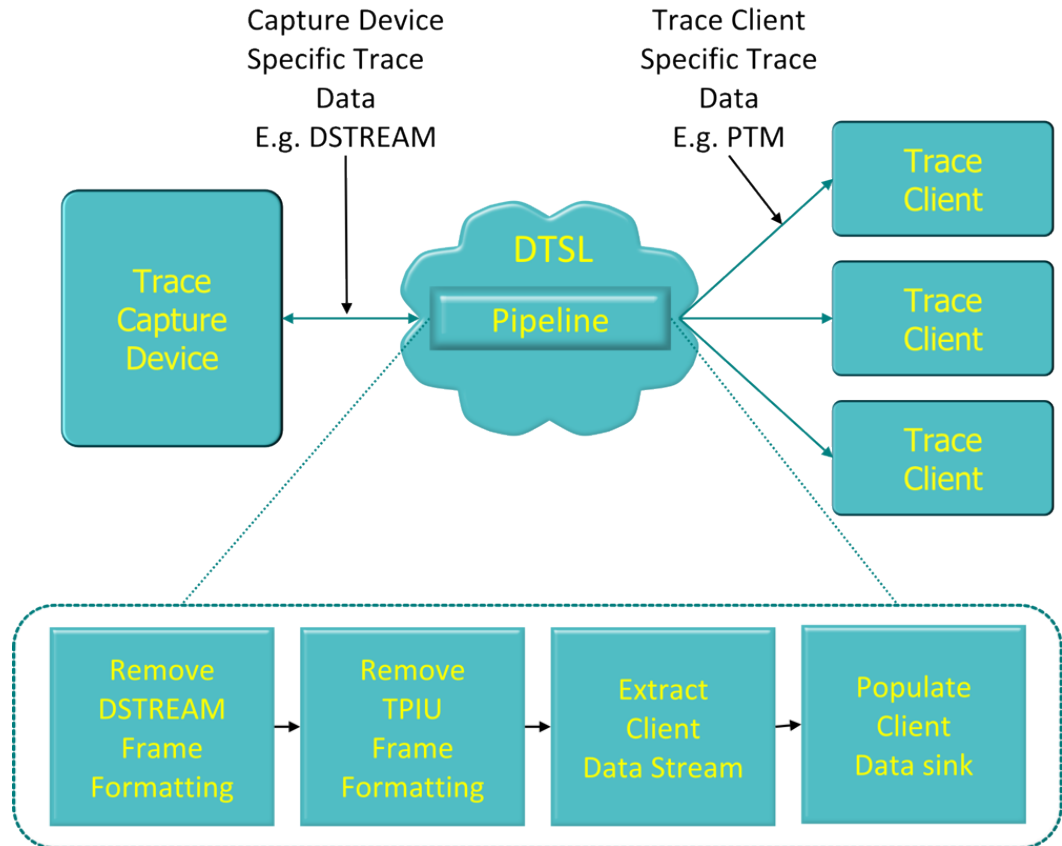 Capture Device
Specific Trace
Data
E.g. DSTREAM
Trace Client
Specific Trace
Data
E.g. PTM
Trace
Capture
Device
DTSL
Pipeline
Trace
Client
Trace
Client
Trace
Client
Remove
DSTREAM
Frame
Formatting
Remove
TPIU
Frame
Formatting
Extract
Client
Data Stream
Populate
Client
Data sink